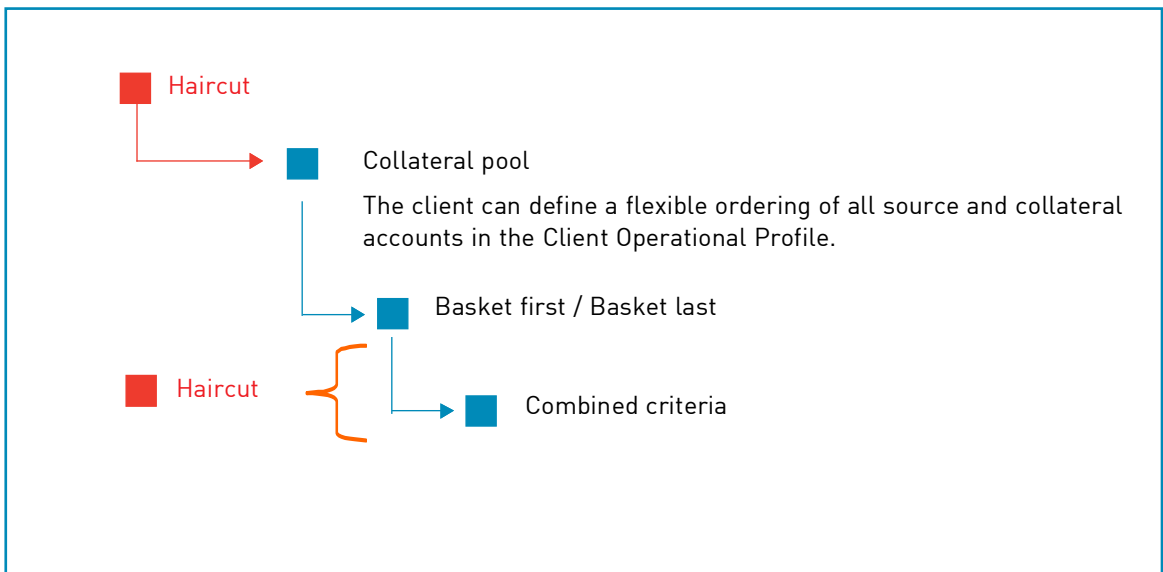 Haircut
Collateral pool
The client can define a flexible ordering of all source and collateral
accounts in the Client Operational Profile.
Basket first / Basket last
Haircut
Combined criteria